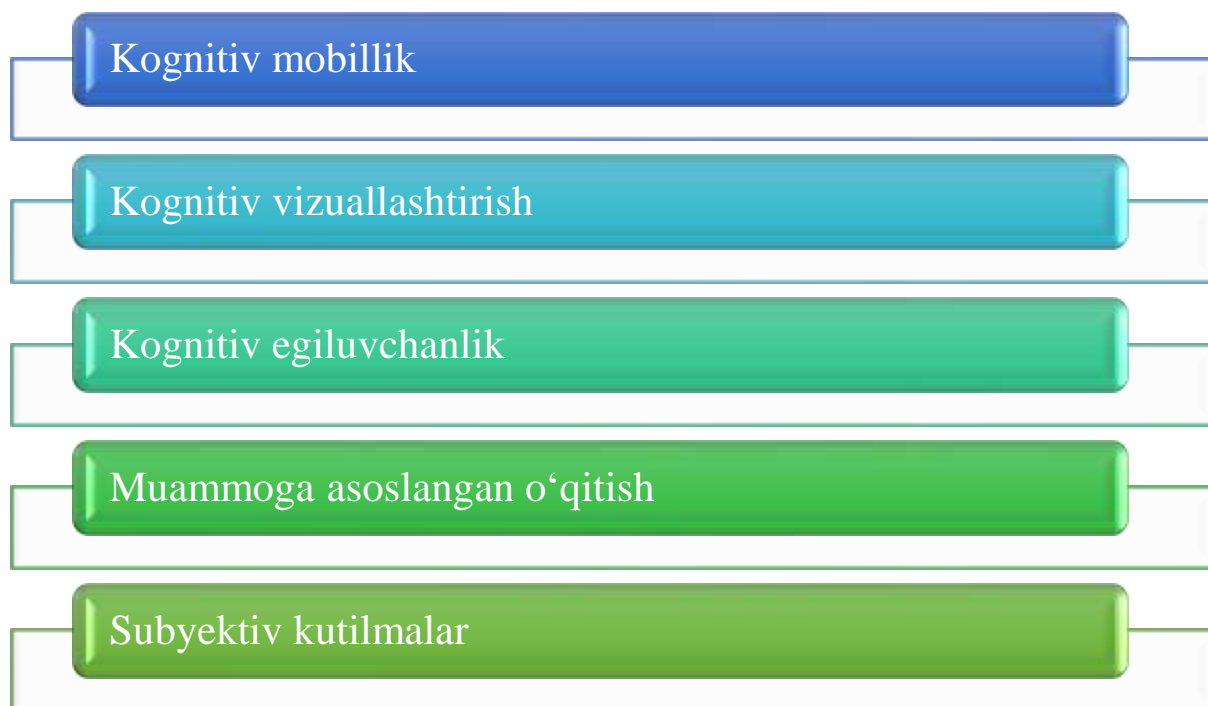 Kognitiv mobillik
Kognitiv vizuallashtirish
Kognitiv egiluvchanlik
Muammoga asoslangan o‘qitish
Subyektiv kutilmalar